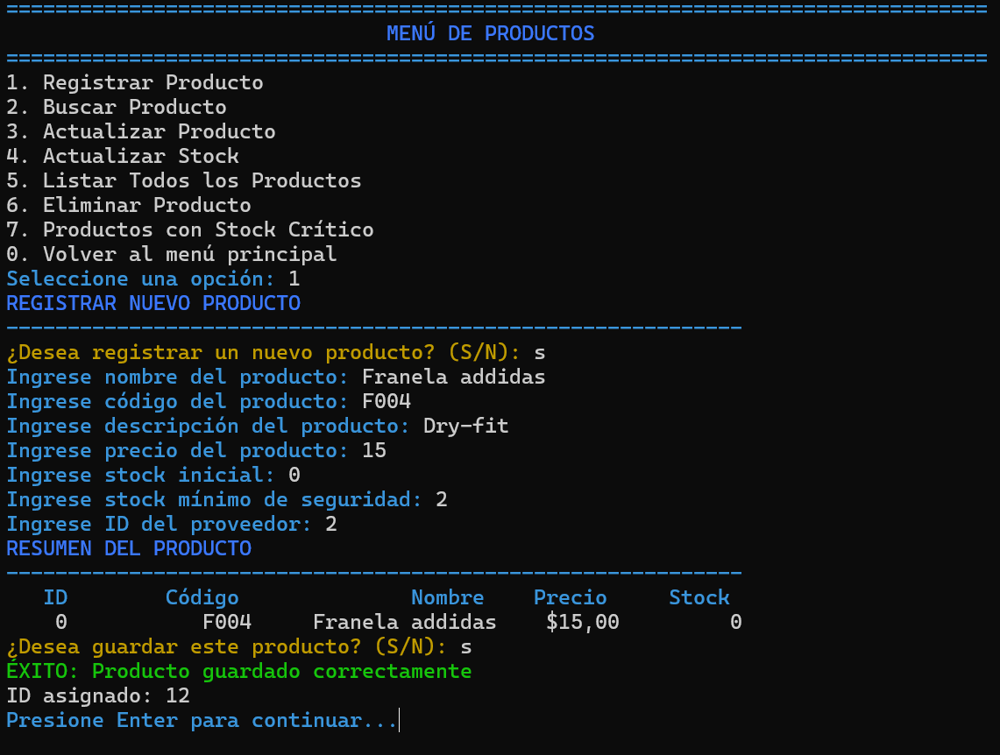 ================================================================================
MENÚ DE PRODUCTOS
================================================================================
1. Registrar Producto
2. Buscar Producto
3. Actualizar Producto
4. Actualizar Stock
5. Listar Todos los Productos
6. Eliminar Producto
7. Productos con Stock Crítico
0. Volver al menú principal
Seleccione una opción: 1
REGISTRAR NUEVO PRODUCTO
------------------------------------------------------------
¿Desea registrar un nuevo producto? (S/N): s
Ingrese nombre del producto: Franela addidas
Ingrese código del producto: F004
Ingrese descripción del producto: Dry-fit
Ingrese precio del producto: 15
Ingrese stock inicial: 0
Ingrese stock mínimo de seguridad: 2
Ingrese ID del proveedor: 2
RESUMEN DEL PRODUCTO
------------------------------------------------------------
ID Código Nombre Precio Stock
0 F004 Franela addidas $15,00 0
¿Desea guardar este producto? (S/N): s
ÉXITO: Producto guardado correctamente
ID asignado: 12
Presione Enter para continuar...